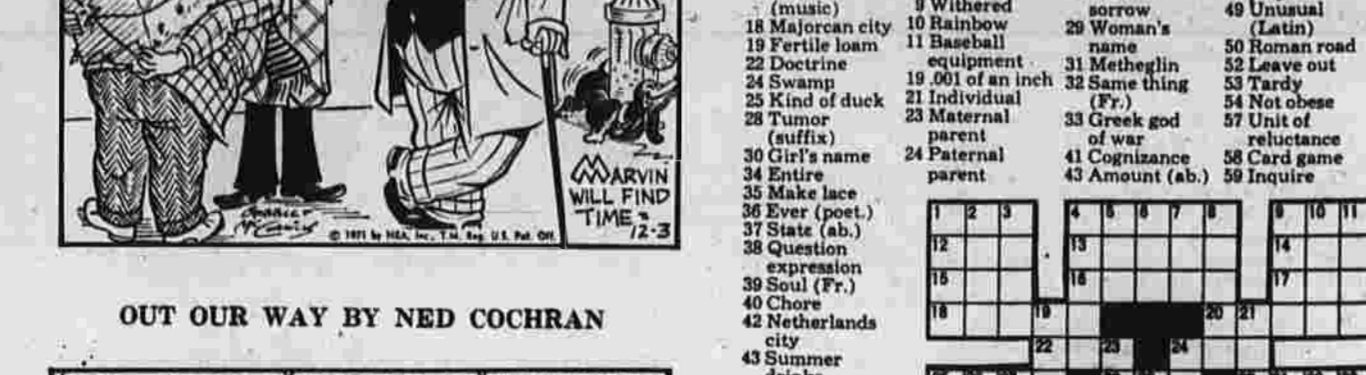 MARVIN
WILL FIND
TIME =
12-3
© 1971 by NEA, Inc., T.M. Reg. U.S. Pat. Off.
OUT OUR WAY BY NED COCHRAN
(music)
18 Majorcan city
19 Fertile loam
22 Doctrine
24 Swamp
25 Kind of duck
28 Tumor
(suffix)
30 Girl's name
34 Entire
35 Make lace
36 Ever (poet.)
37 State (ab.)
38 Question
expression
39 Soul (Fr.)
40 Chore
42 Netherlands
city
43 Summer
drinks
9 Withered
10 Rainbow
11 Baseball
equipment
19 .001 of an inch
21 Individual
23 Maternal
parent
24 Paternal
parent
sorrow
29 Woman's
name
31 Metheglin
32 Same thing
(Fr.)
33 Greek god
of war
41 Cognizance
43 Amount (ab.)
49 Unusual
(Latin)
50 Roman road
52 Leave out
53 Tardy
54 Not obese
57 Unit of
reluctance
58 Card game
59 Inquire
1 2 3 4 5 6 7 8 9 10 11
12 13 14
15 16 17
18 19 20 21
22 23 24